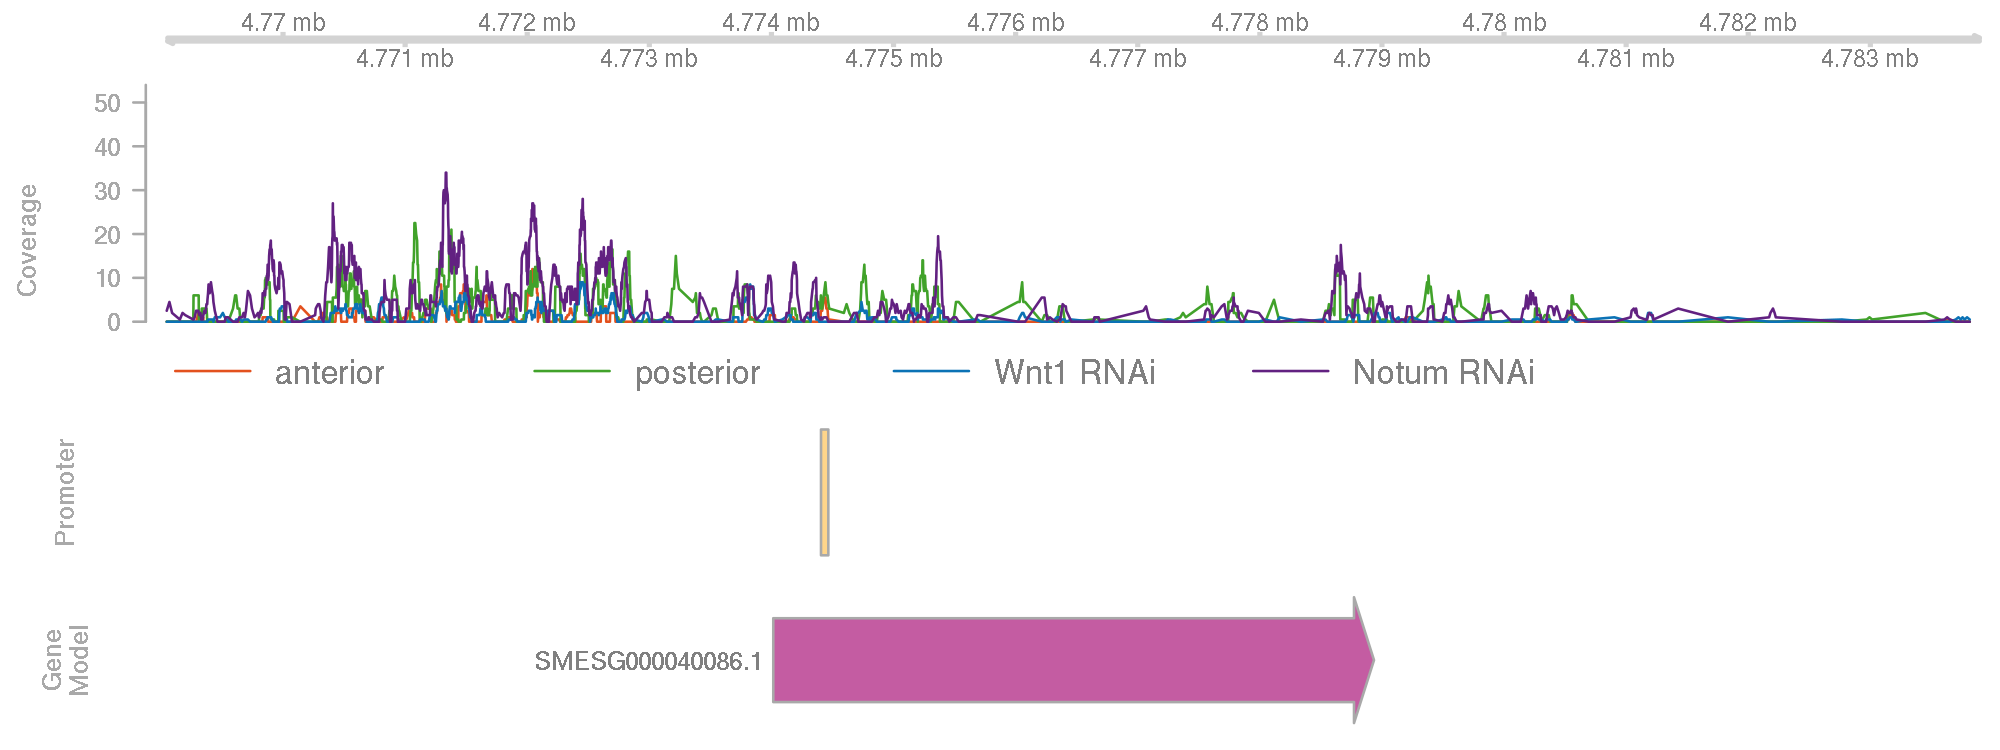 4.77 mb 4.772 mb 4.774 mb 4.776 mb 4.778 mb 4.78 mb 4.782 mb
4.771 mb 4.773 mb 4.775 mb 4.777 mb 4.779 mb 4.781 mb 4.783 mb
Coverage
50
40
30
20
10
0
anterior posterior Wnt1 RNAi Notum RNAi
Promoter
Gene
Model
SMESG000040086.1